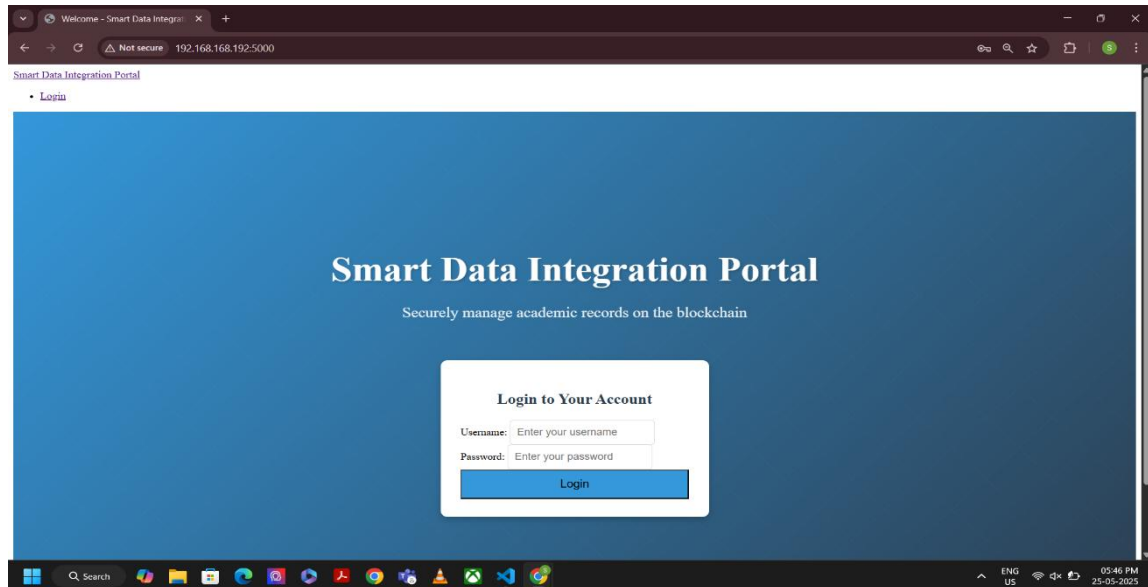 Welcome - Smart Data Integrati
Not secure 192.168.168.192:5000
S
Smart Data Integration Portal
Login
Smart Data Integration Portal
Securely manage academic records on the blockchain
Login to Your Account
Username: Enter your username
Password: Enter your password
Login
Search
ENG
US
05:46 PM
25-05-2025